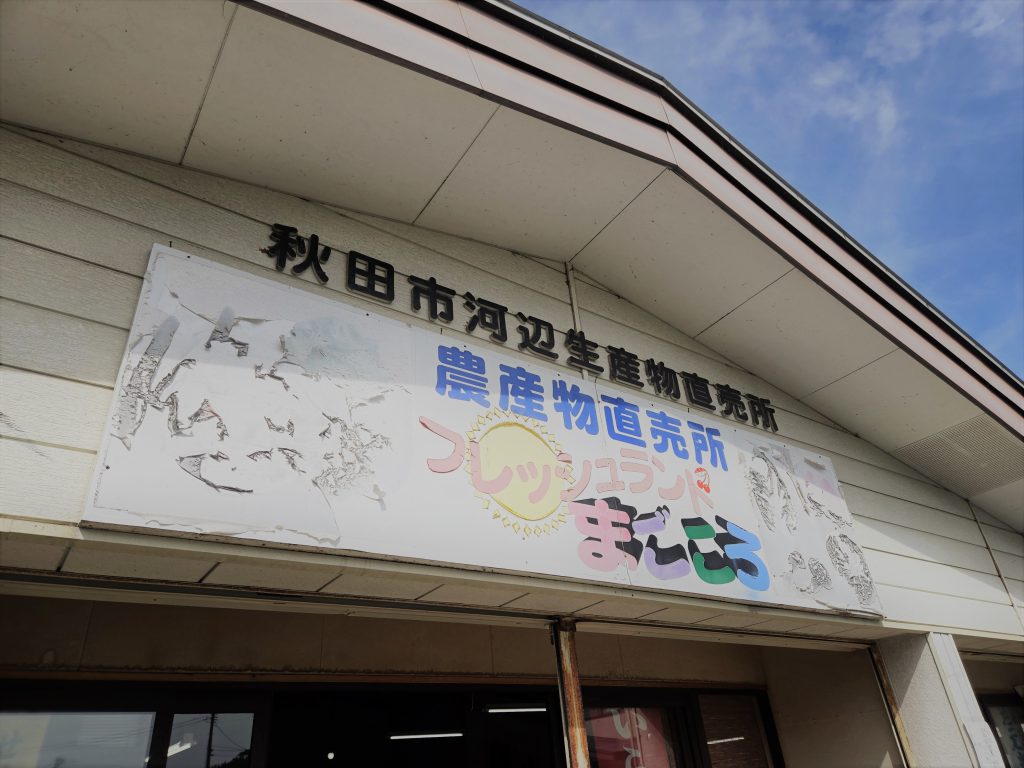 秋田市河辺生産物直売所
農産物直売所
フレッシュランド
まごころ